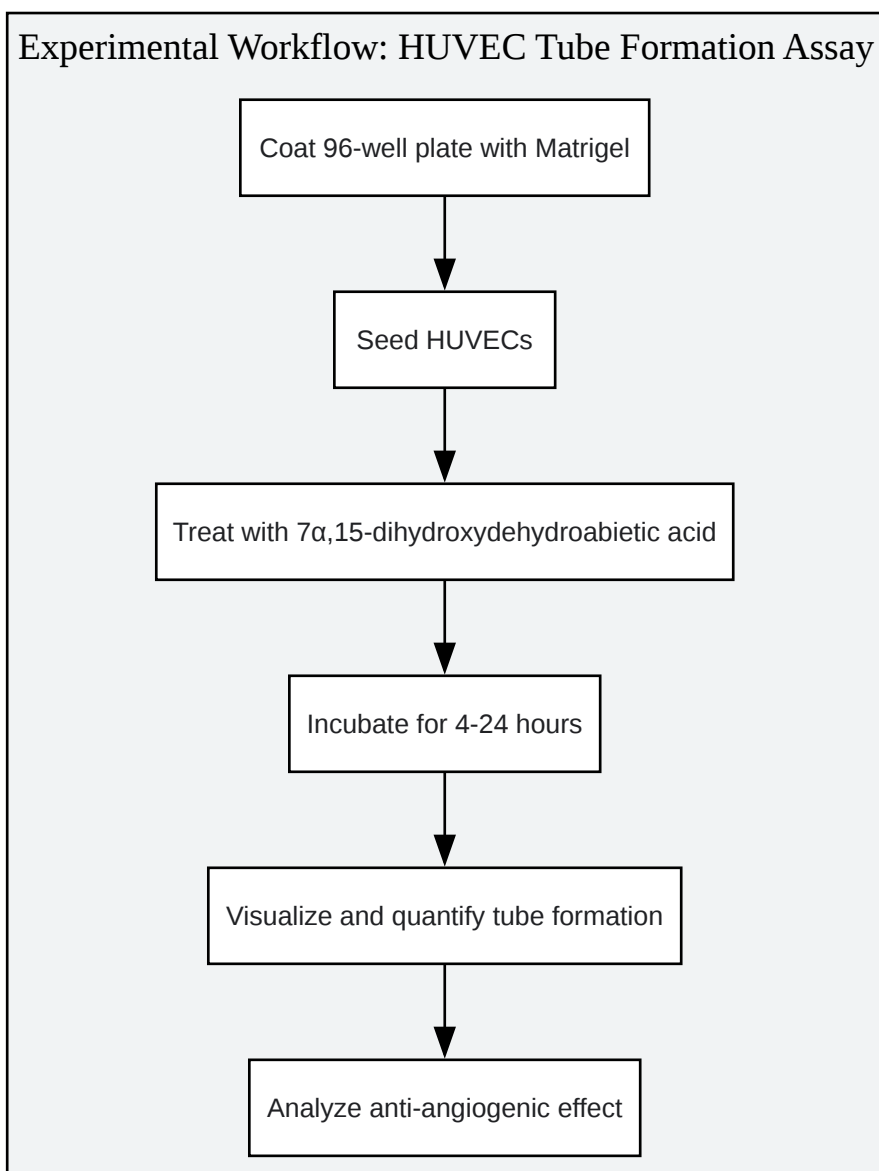 Experimental Workflow: HUVEC Tube Formation Assay
Coat 96-well plate with Matrigel
Seed HUVECs
Treat with 7α,15-dihydroxydehydroabietic acid
Incubate for 4-24 hours
Visualize and quantify tube formation
Analyze anti-angiogenic effect